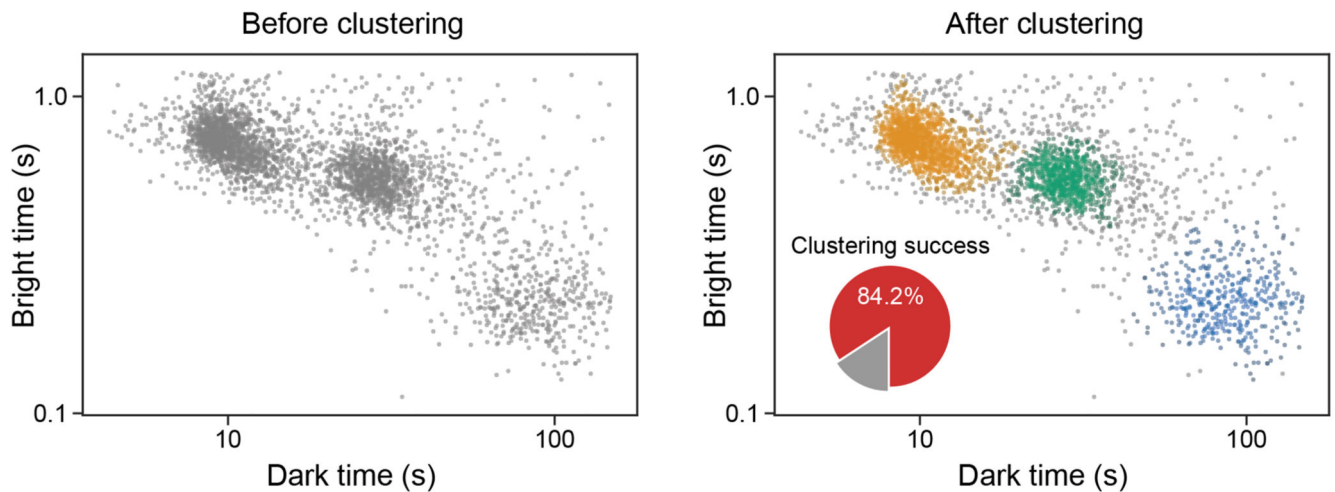 Before clustering
1.0
0.1
Bright time (s)
10
100
Dark time (s)
After clustering
1.0
0.1
Bright time (s)
Clustering success
84.2%
10
100
Dark time (s)